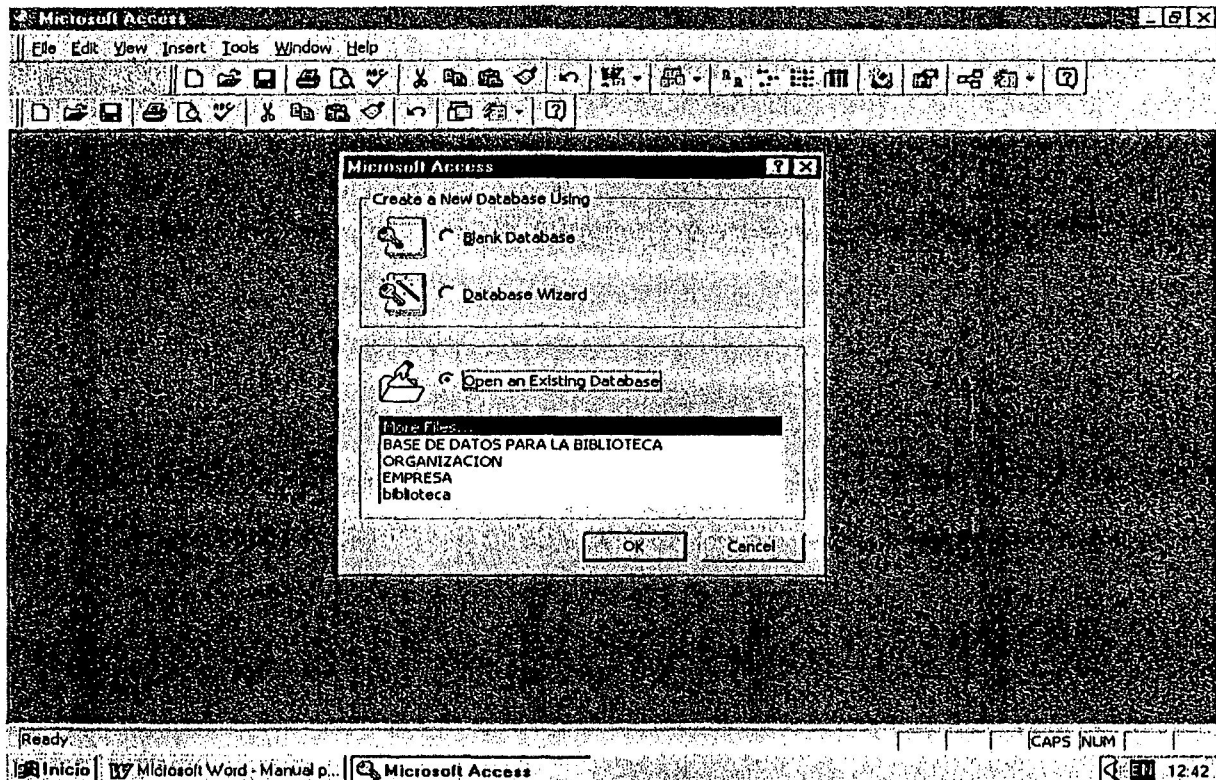 Microsoft Access
File Edit View Insert Tools Window Help
Microsoft Access
Create a New Database Using
Blank Database
Database Wizard
Open an Existing Database
More Files...
BASE DE DATOS PARA LA BIBLIOTECA
ORGANIZACION
EMPRESA
biblioteca
OK Cancel
Ready CAPS NUM
Inicio Microsoft Word - Manual p... Microsoft Access EN 12:42